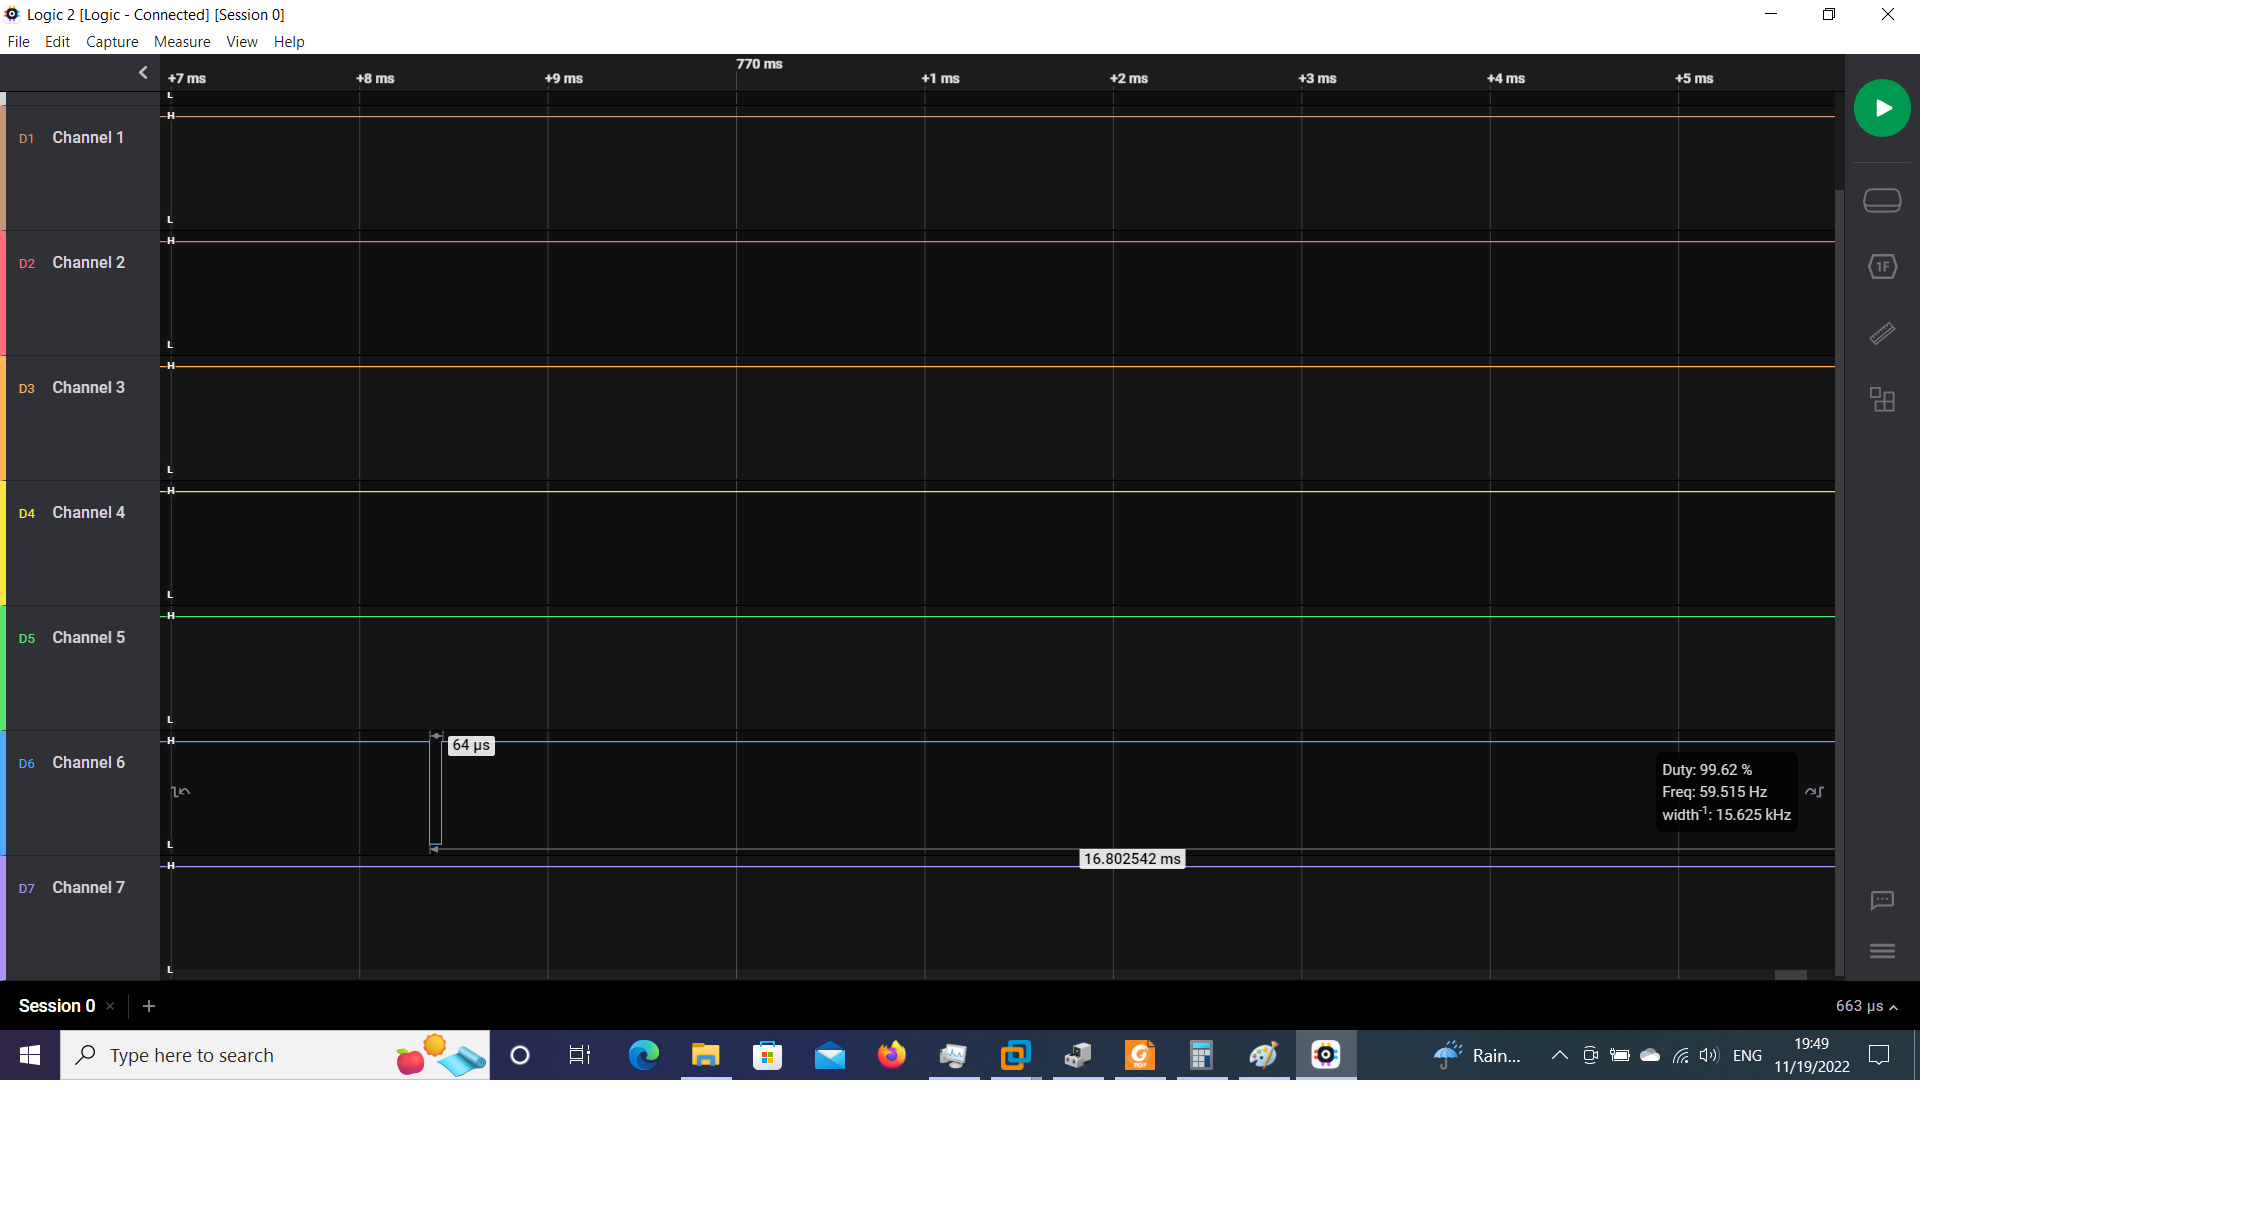 Logic 2 [Logic - Connected] [Session 0]
File Edit Capture Measure View Help
770 ms
+7 ms +8 ms +9 ms +1 ms +2 ms +3 ms +4 ms +5 ms
L
H
D1 Channel 1
L
H
D2 Channel 2
1F
L
H
D3 Channel 3
L
H
D4 Channel 4
L
H
D5 Channel 5
L
H
64 µs
D6 Channel 6
Duty: 99.62 %
Freq: 59.515 Hz
width⁻¹: 15.625 kHz
L
16.802542 ms
H
D7 Channel 7
L
Session 0 × + 663 µs
Type here to search
PDF
Rain...
ENG
19:49
11/19/2022